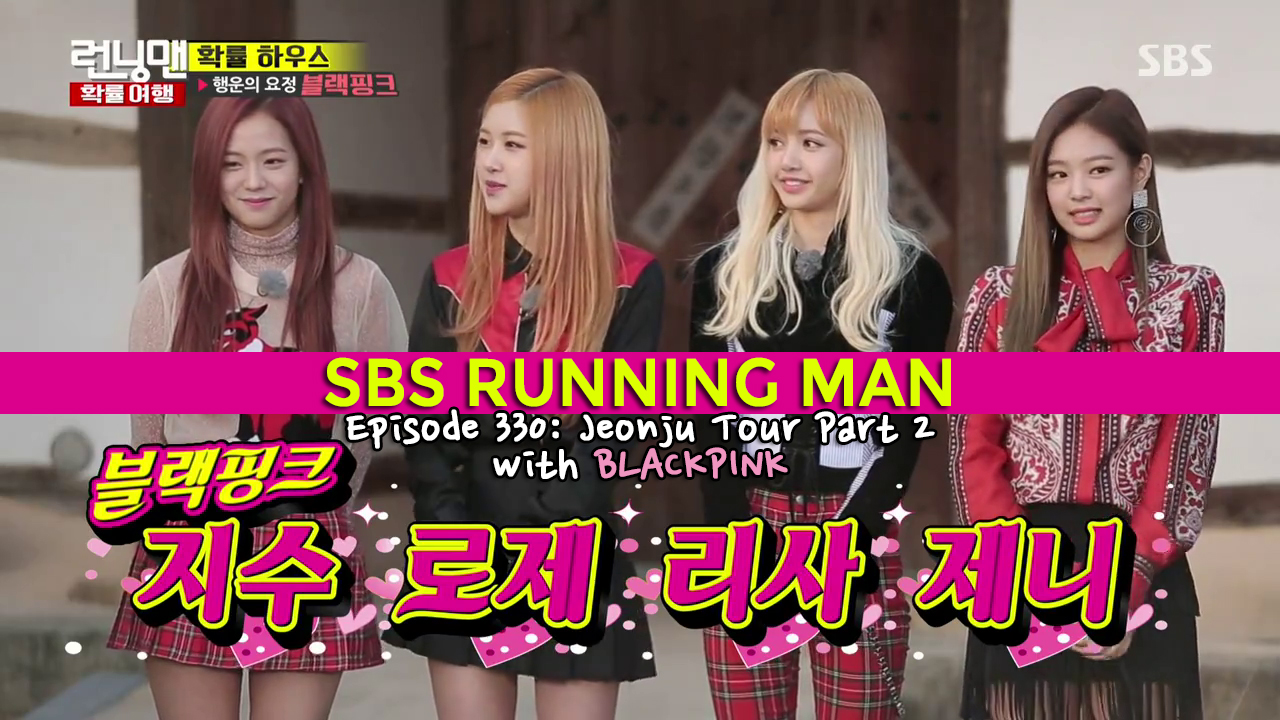 런닝맨
확률여행
확률 하우스
▶행운의 요정 블랙핑크
SBS
SBS RUNNING MAN
Episode 330: Jeonju Tour Part 2
with BLACKPINK
블랙핑크
지수 로제 리사 제니